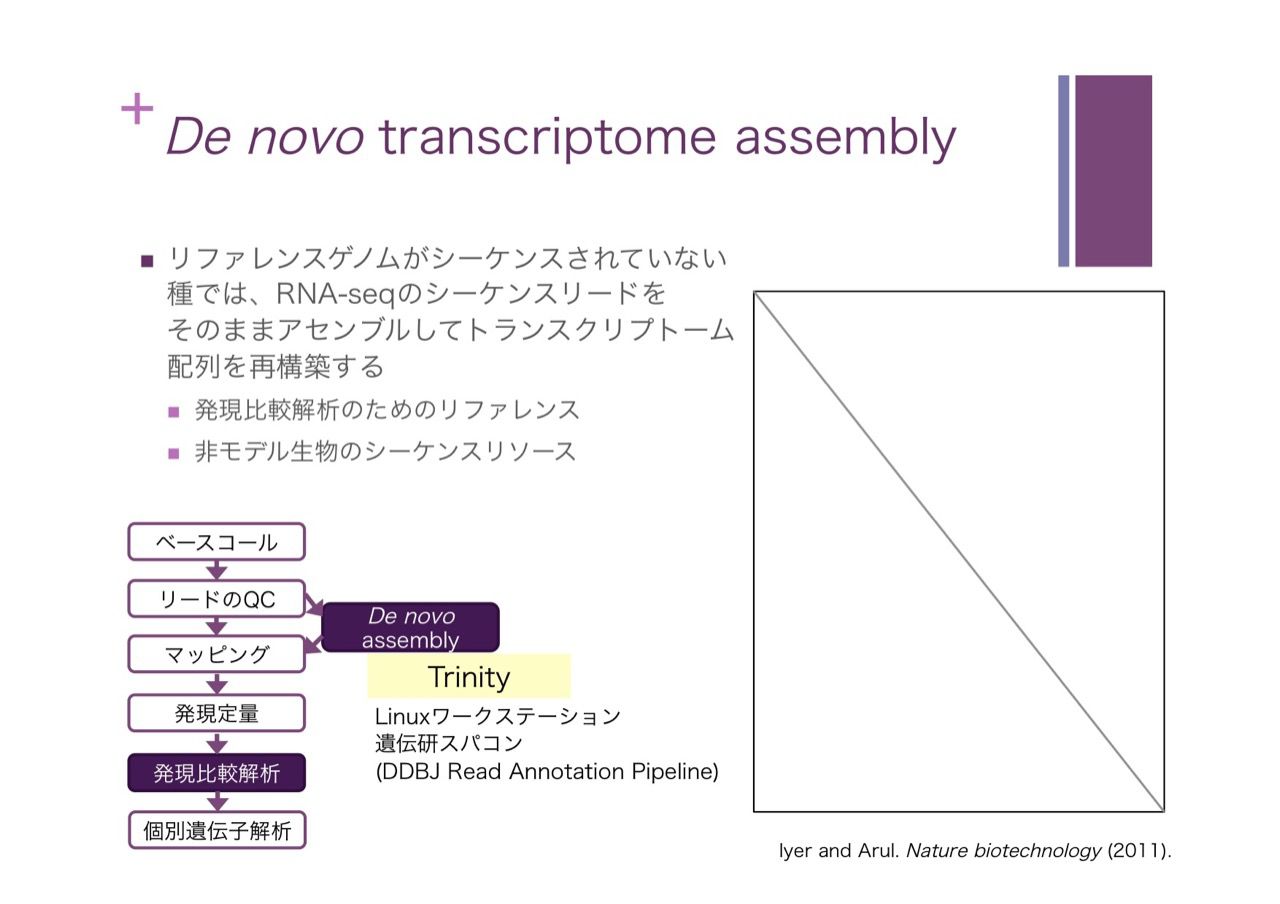 +
De novo transcriptome assembly
リファレンスゲノムがシーケンスされていない
種では、RNA-seqのシーケンスリードを
そのままアセンブルしてトランスクリプトーム
配列を再構築する
発現比較解析のためのリファレンス
非モデル生物のシーケンスリソース
ベースコール
リードのQC
De novo
assembly
マッピング
Trinity
発現定量
Linuxワークステーション
遺伝研スパコン
(DDBJ Read Annotation Pipeline)
発現比較解析
個別遺伝子解析
Iyer and Arul. Nature biotechnology (2011).